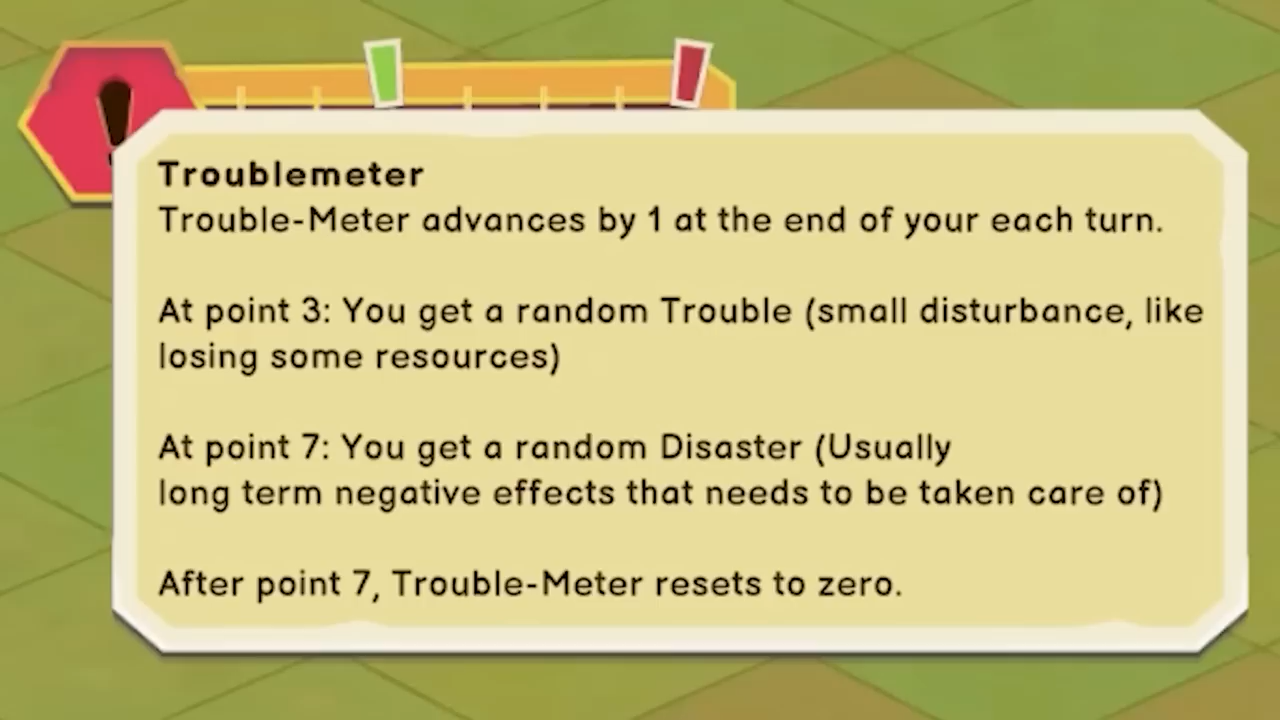 Troublemeter
Trouble-Meter advances by 1 at the end of your each turn.
At point 3: You get a random Trouble (small disturbance, like
losing some resources)
At point 7: You get a random Disaster (Usually
long term negative effects that needs to be taken care of)
After point 7, Trouble-Meter resets to zero.